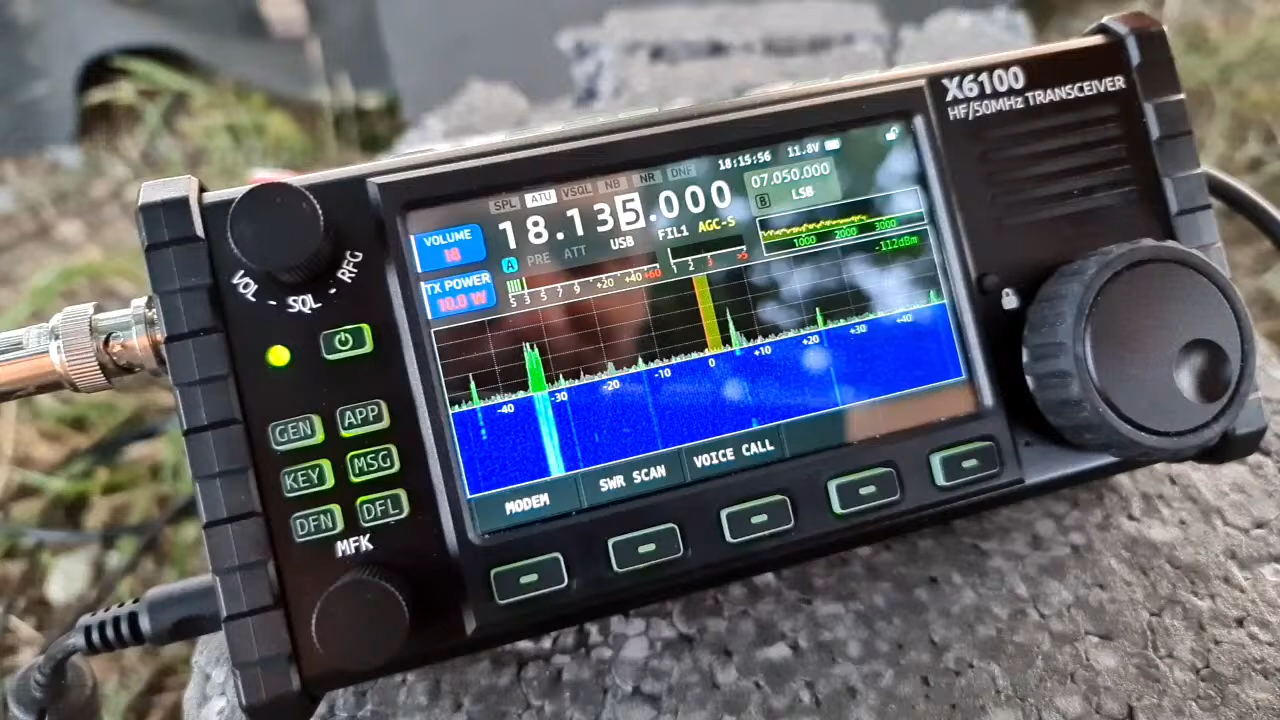 X6100
HF/50MHz TRANSCEIVER
18:15:56 11.8V
SPL ATU VSQL NB NR DNF
18.135.000
07.050.000
B LSB
VOLUME
18
A PRE ATT USB FIL1 AGC-S
1000 2000 3000
-112dBm
TX POWER
10.0 W
S 3 5 7 9 +20 +40 +60
1 2 3 >5
-40 -30 -20 -10 0 +10 +20 +30 +40
MODEM SWR SCAN VOICE CALL
VOL - SQL - RFG
GEN APP
KEY MSG
DFN DFL
MFK